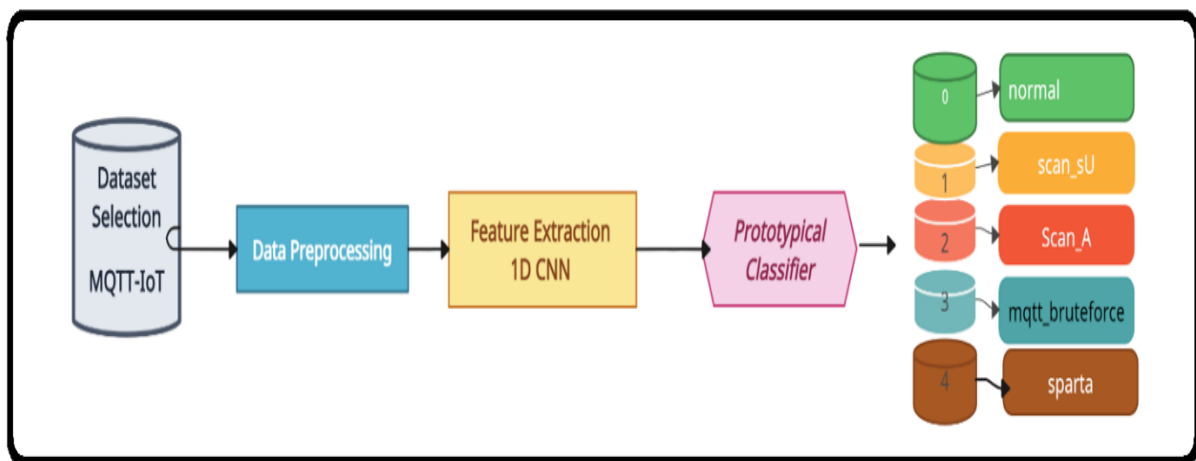 Dataset
Selection
MQTT-IoT
Data Preprocessing
Feature Extraction
1D CNN
Prototypical
Classifier
0
normal
1
scan_sU
2
Scan_A
3
mqtt_bruteforce
4
sparta